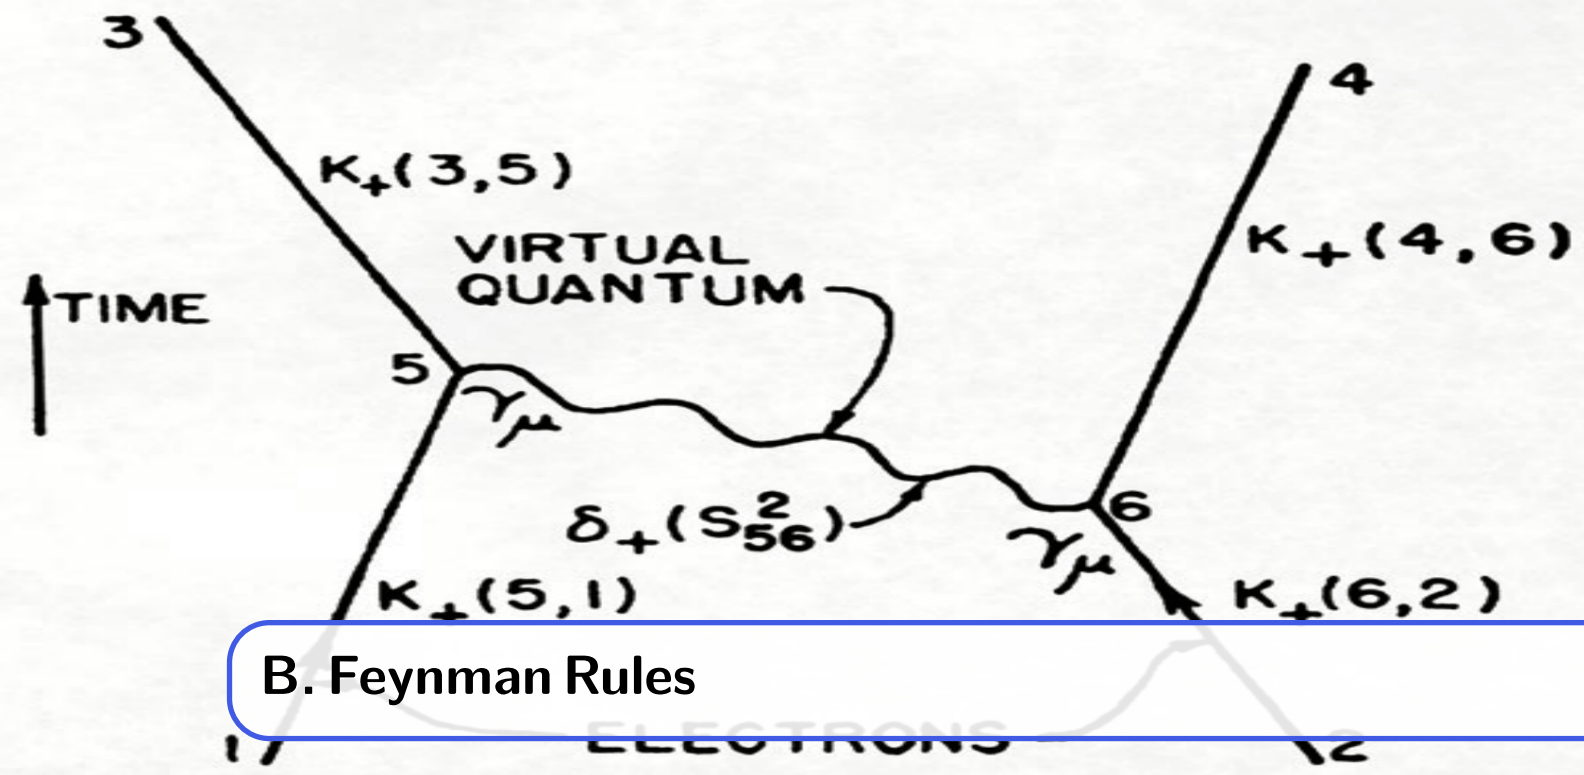 3
4
K₊(3,5)
VIRTUAL
QUANTUM
K₊(4,6)
TIME
5
γμ
δ₊(S²₅₆)
6
γμ
K₊(5,1)
K₊(6,2)
B. Feynman Rules
ELECTRONS
1
2